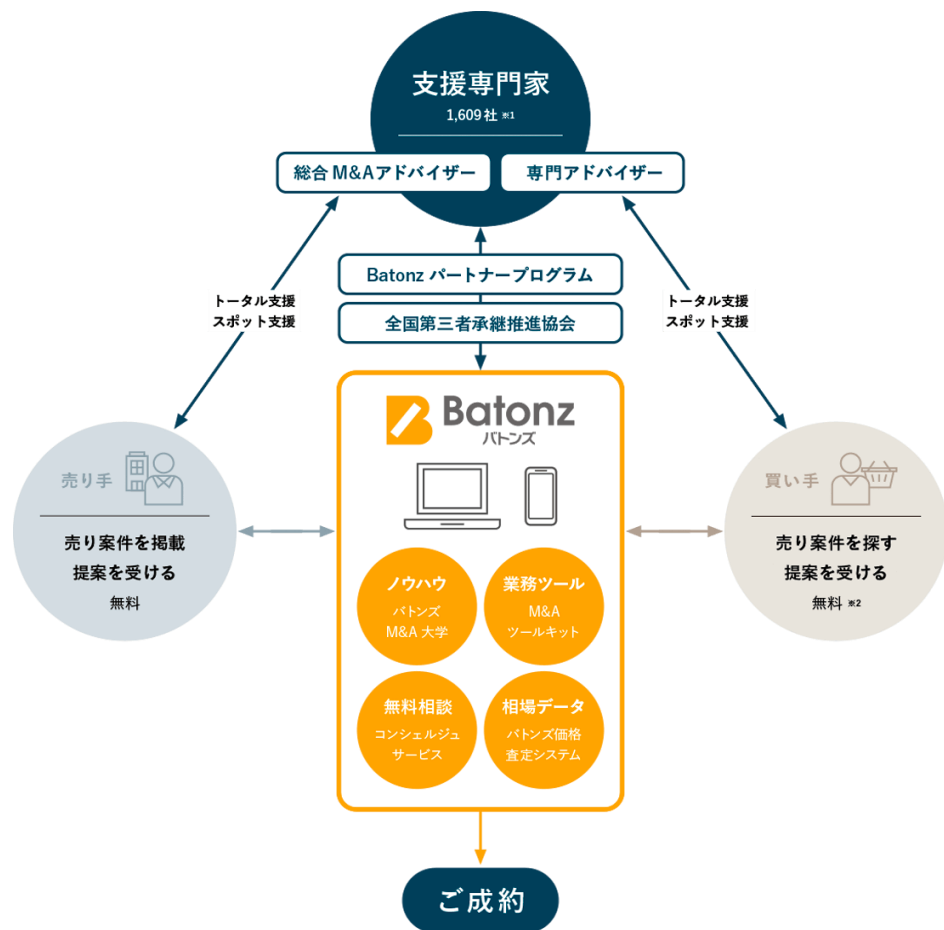 支援専門家
1,609社 ※1
総合 M&Aアドバイザー
専門アドバイザー
Batonz パートナープログラム
全国第三者承継推進協会
トータル支援
スポット支援
トータル支援
スポット支援
Batonz
バトンズ
売り手
売り案件を掲載
提案を受ける
無料
買い手
売り案件を探す
提案を受ける
無料 ※2
ノウハウ
バトンズ
M&A 大学
業務ツール
M&A
ツールキット
無料相談
コンシェルジュ
サービス
相場データ
バトンズ価格
査定システム
ご成約